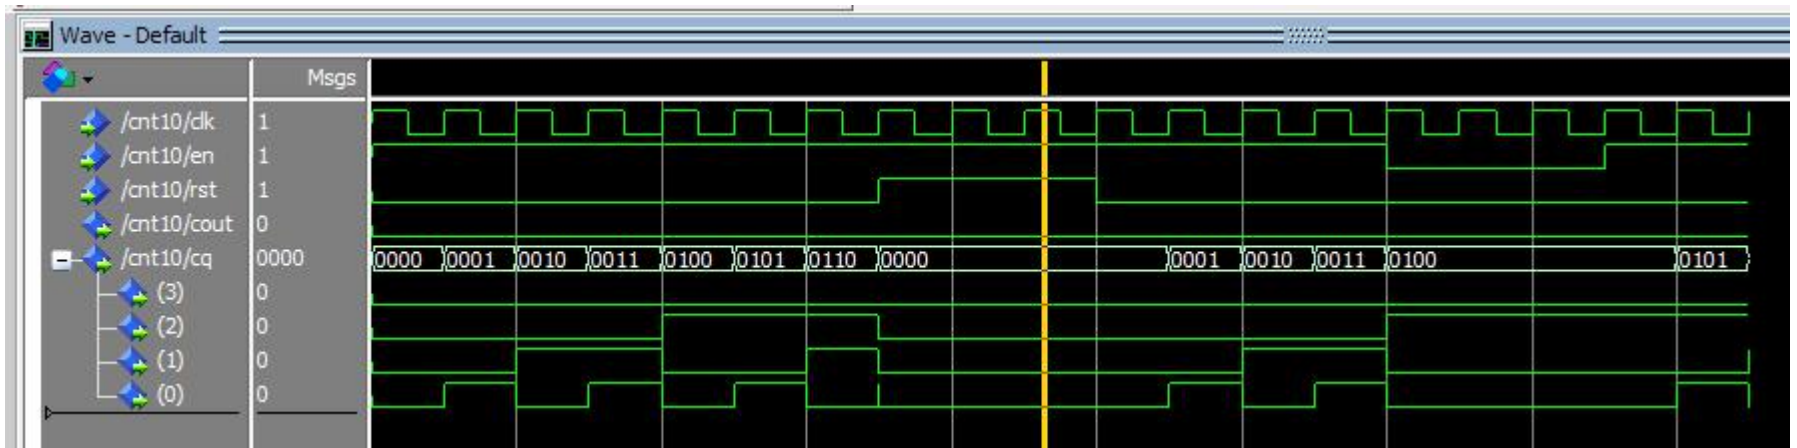 Wave - Default
Msgs
/cnt10/clk 1
/cnt10/en 1
/cnt10/rst 1
/cnt10/cout 0
/cnt10/cq 0000 0000 0001 0010 0011 0100 0101 0110 0000 0001 0010 0011 0100 0101
(3) 0
(2) 0
(1) 0
(0) 0